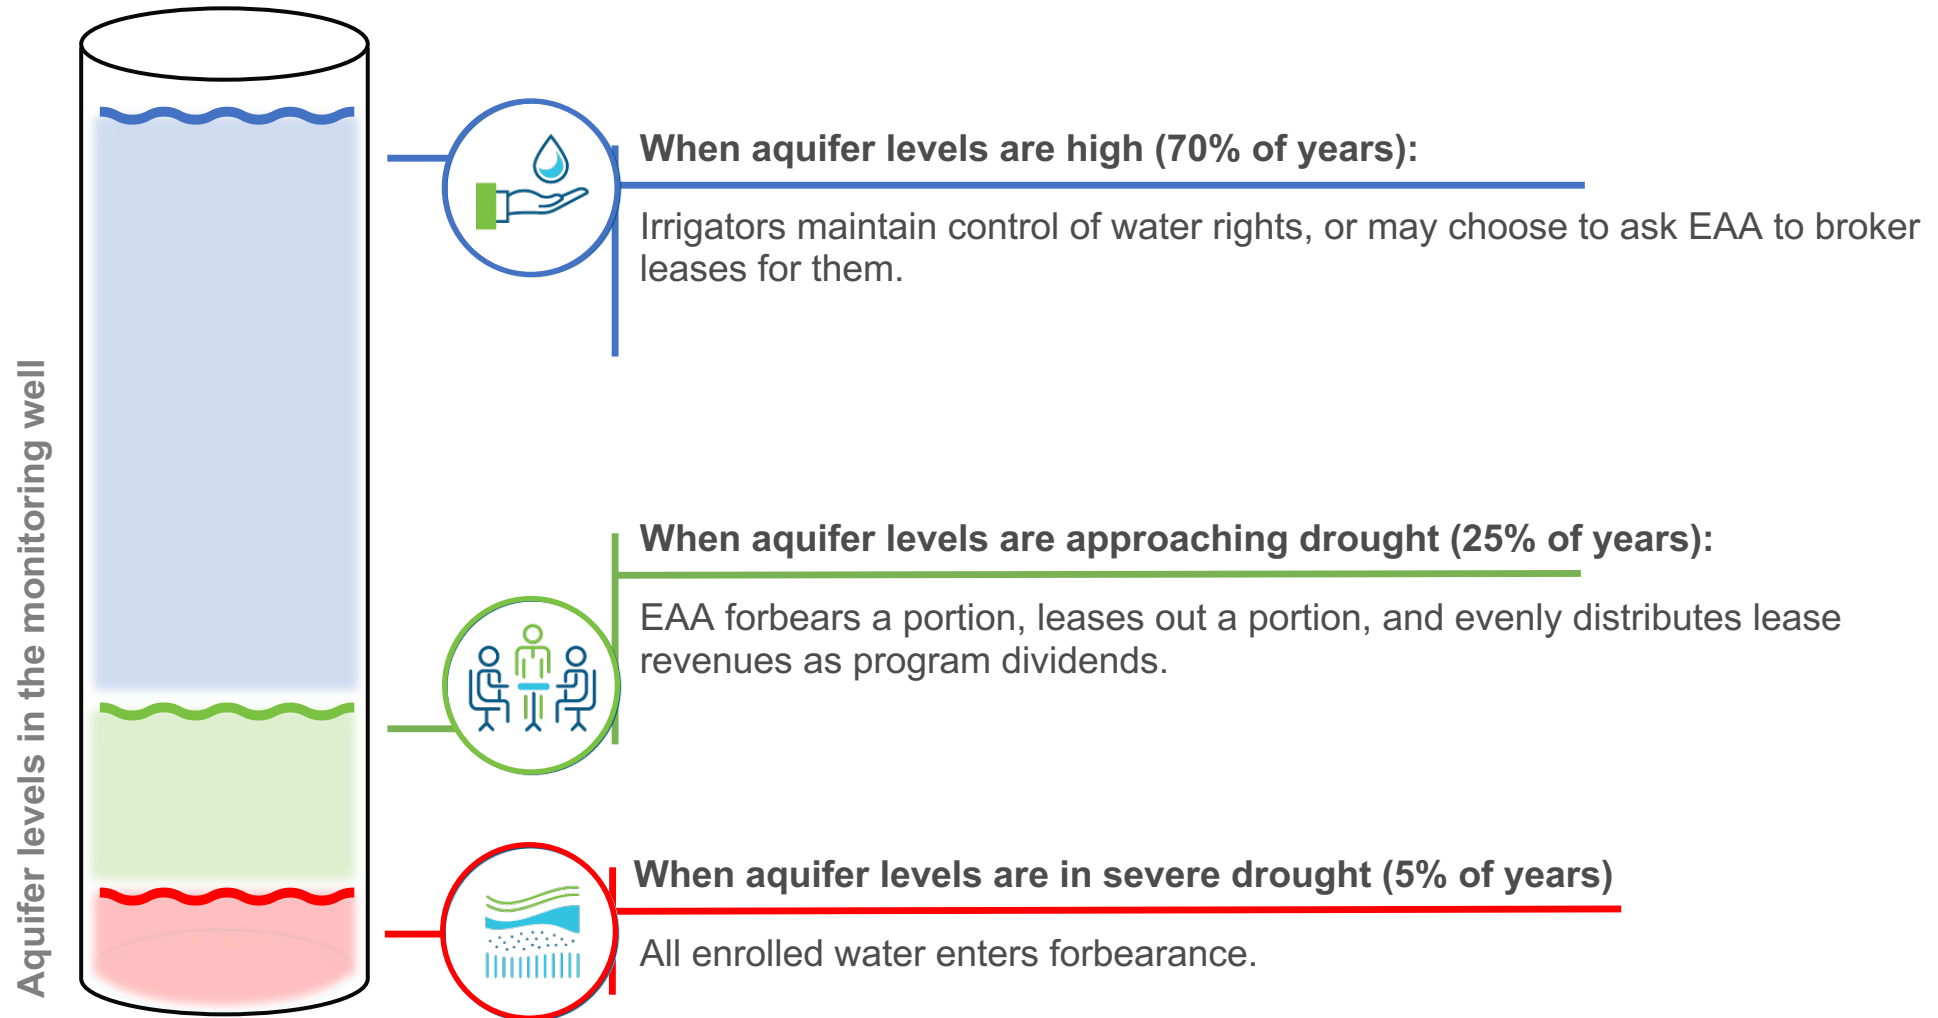 Aquifer levels in the monitoring well
When aquifer levels are high (70% of years):
Irrigators maintain control of water rights, or may choose to ask EAA to broker
leases for them.
When aquifer levels are approaching drought (25% of years):
EAA forbears a portion, leases out a portion, and evenly distributes lease
revenues as program dividends.
When aquifer levels are in severe drought (5% of years)
All enrolled water enters forbearance.